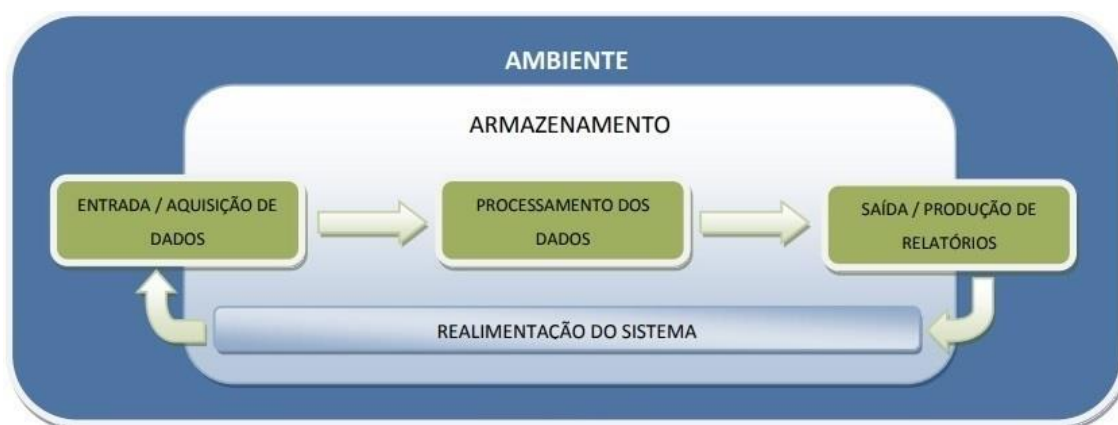 AMBIENTE
ARMAZENAMENTO
ENTRADA / AQUISIÇÃO DE
DADOS
PROCESSAMENTO DOS
DADOS
SAÍDA / PRODUÇÃO DE
RELATÓRIOS
REALIMENTAÇÃO DO SISTEMA